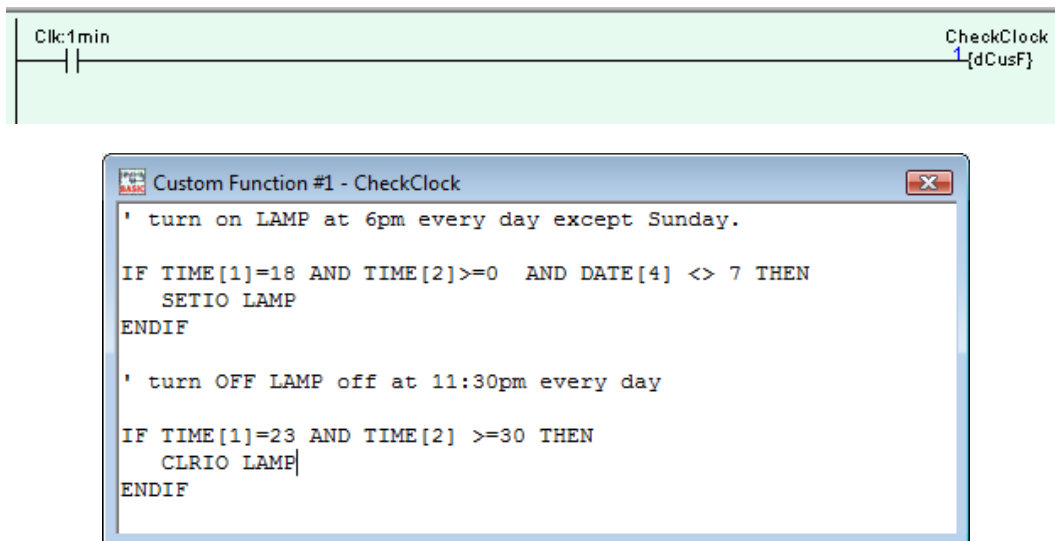 Clk:1min CheckClock
1 {dCusF}
Custom Function #1 - CheckClock
' turn on LAMP at 6pm every day except Sunday.
IF TIME[1]=18 AND TIME[2]>=0  AND DATE[4] <> 7 THEN
   SETIO LAMP
ENDIF
' turn OFF LAMP off at 11:30pm every day
IF TIME[1]=23 AND TIME[2] >=30 THEN
   CLRIO LAMP
ENDIF